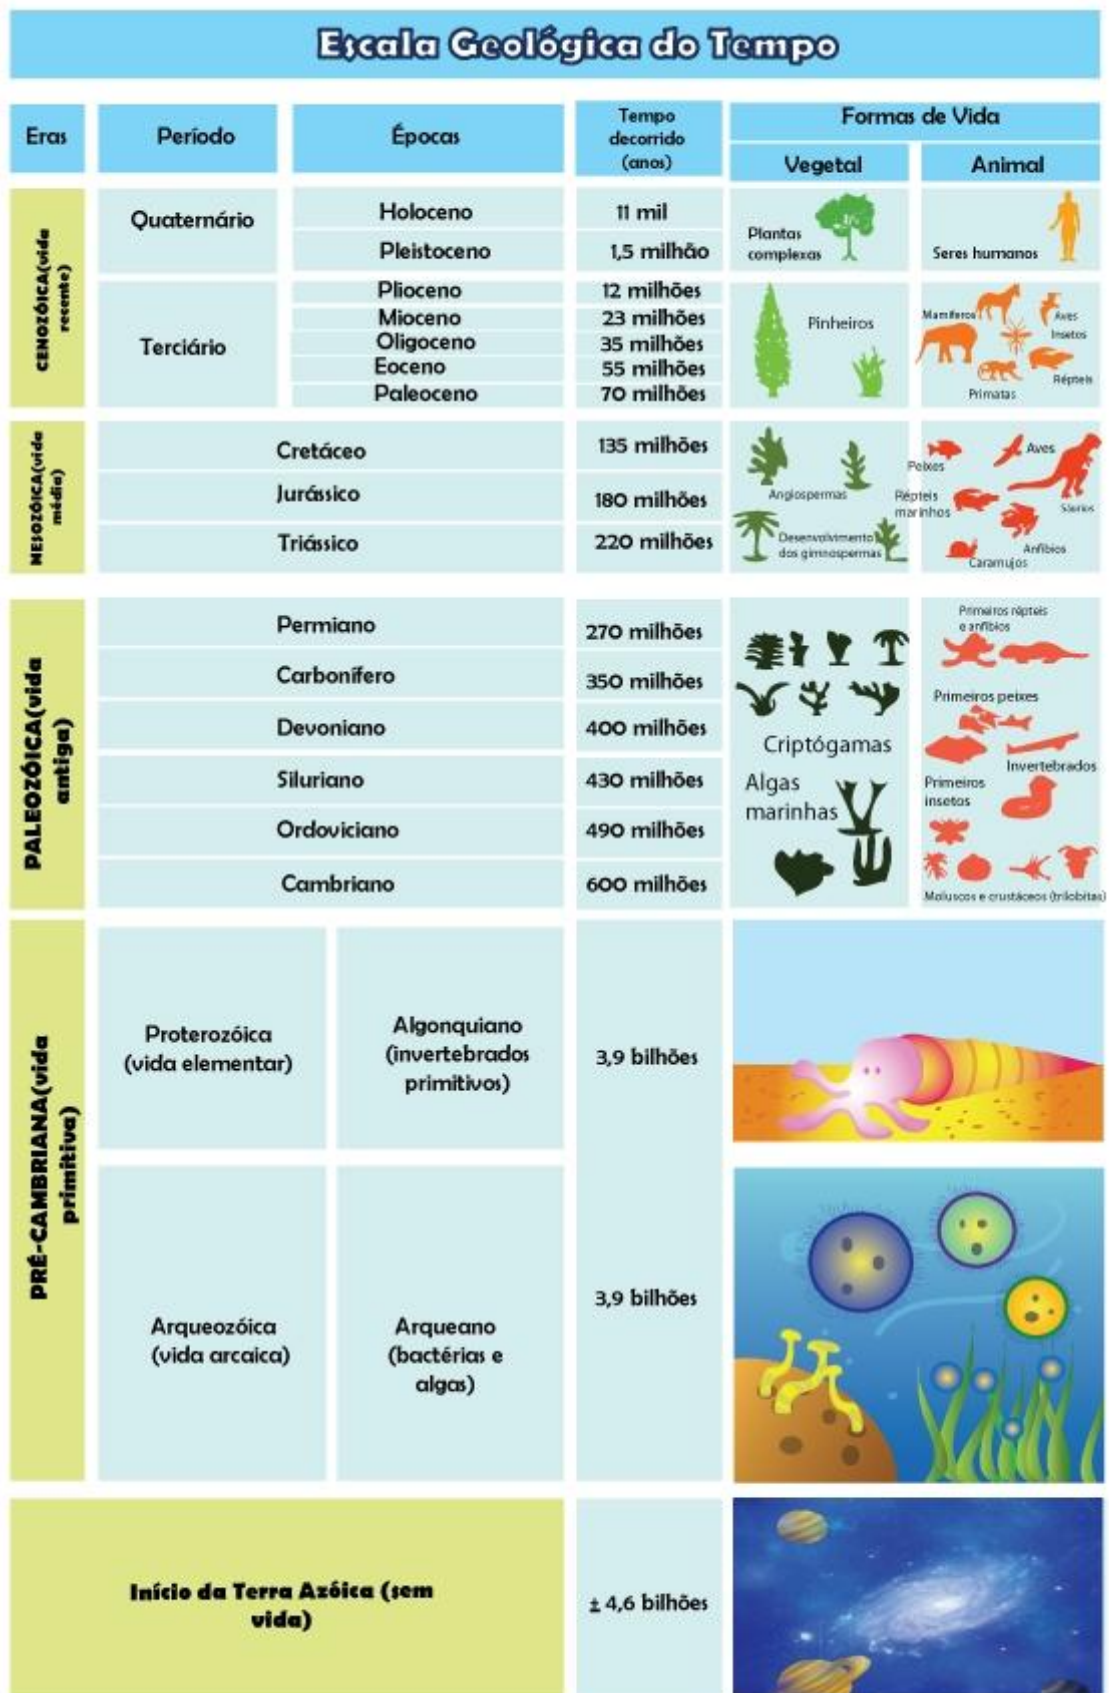 Escala Geológica do Tempo
Eras
Período
Épocas
Tempo
decorrido
(anos)
Formas de Vida
Vegetal
Animal
CENOZÓICA(vida
recente)
Quaternário
Holoceno
11 mil
Pleistoceno
1,5 milhão
Plantas
complexas
Seres humanos
Terciário
Plioceno
12 milhões
Mioceno
23 milhões
Oligoceno
35 milhões
Eoceno
55 milhões
Paleoceno
70 milhões
Pinheiros
Mamíferos
Aves
Insetos
Répteis
Primatas
MESOZÓICA(vida
média)
Cretáceo
135 milhões
Jurássico
180 milhões
Triássico
220 milhões
Angiospermas
Desenvolvimento
dos gimnospermas
Peixes
Aves
Répteis
marinhos
Sáurios
Anfíbios
Caramujos
PALEOZÓICA(vida
antiga)
Permiano
270 milhões
Carbonífero
350 milhões
Devoniano
400 milhões
Siluriano
430 milhões
Ordoviciano
490 milhões
Cambriano
600 milhões
Criptógamas
Algas
marinhas
Primeiros répteis
e anfíbios
Primeiros peixes
Invertebrados
Primeiros
insetos
Moluscos e crustáceos (trilobitas)
PRÉ-CAMBRIANA(vida
primitiva)
Proterozóica
(vida elementar)
Algonquiano
(invertebrados
primitivos)
3,9 bilhões
Arqueozóica
(vida arcaica)
Arqueano
(bactérias e
algas)
3,9 bilhões
Início da Terra Azóica (sem
vida)
± 4,6 bilhões